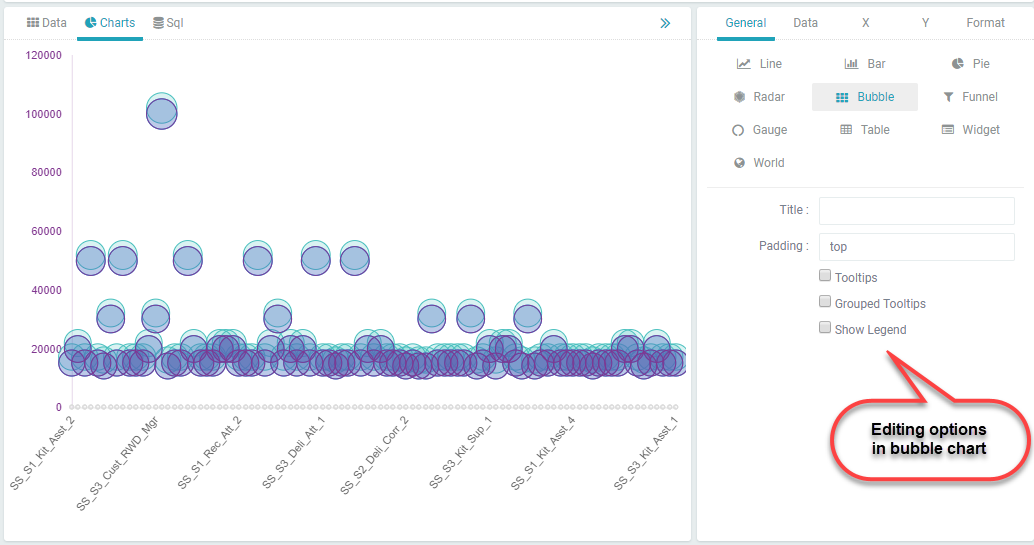 Data Charts Sql
General Data X Y Format
120000
100000
80000
60000
40000
20000
0
SS_S1_Kit_Asst_2
SS_S3_Cust_RWD_Mgr
SS_S1_Rec_Att_2
SS_S3_Deli_Att_1
SS_S2_Deli_Corr_2
SS_S3_Kit_Sup_1
SS_S1_Kit_Asst_4
SS_S3_Kit_Asst_1
Line Bar Pie
Radar Bubble Funnel
Gauge Table Widget
World
Title :
Padding : top
Tooltips
Grouped Tooltips
Show Legend
Editing options
in bubble chart